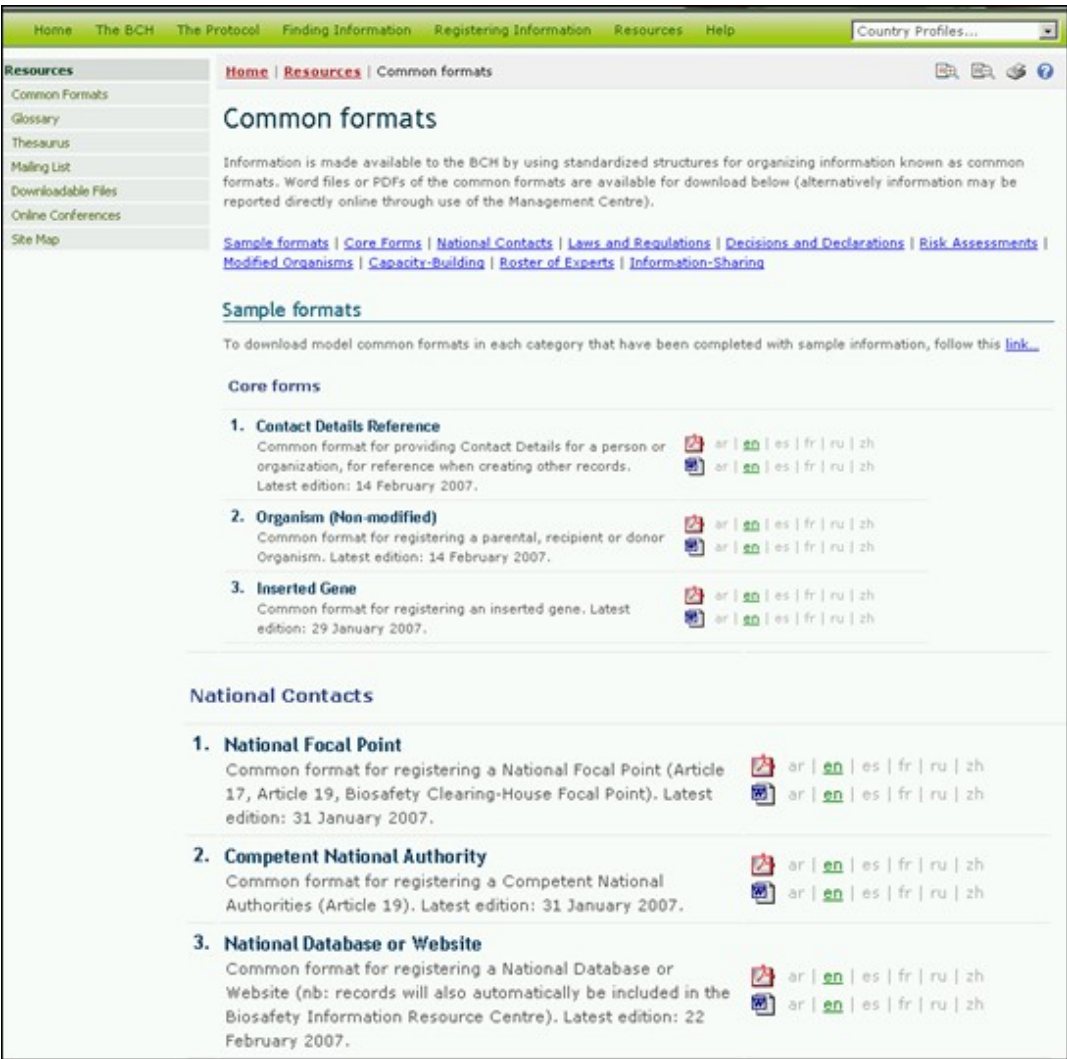 Home The BCH The Protocol Finding Information Registering Information Resources Help Country Profiles...
Resources
Common Formats
Glossary
Thesaurus
Mailing List
Downloadable Files
Online Conferences
Site Map
Home | Resources | Common formats
Common formats
Information is made available to the BCH by using standardized structures for organizing information known as common
formats. Word files or PDFs of the common formats are available for download below (alternatively information may be
reported directly online through use of the Management Centre).
Sample formats | Core Forms | National Contacts | Laws and Regulations | Decisions and Declarations | Risk Assessments |
Modified Organisms | Capacity-Building | Roster of Experts | Information-Sharing
Sample formats
To download model common formats in each category that have been completed with sample information, follow this link...
Core forms
1. Contact Details Reference
Common format for providing Contact Details for a person or
organization, for reference when creating other records.
Latest edition: 14 February 2007.
ar | en | es | fr | ru | zh
ar | en | es | fr | ru | zh
2. Organism (Non-modified)
Common format for registering a parental, recipient or donor
Organism. Latest edition: 14 February 2007.
ar | en | es | fr | ru | zh
ar | en | es | fr | ru | zh
3. Inserted Gene
Common format for registering an inserted gene. Latest
edition: 29 January 2007.
ar | en | es | fr | ru | zh
ar | en | es | fr | ru | zh
National Contacts
1. National Focal Point
Common format for registering a National Focal Point (Article
17, Article 19, Biosafety Clearing-House Focal Point). Latest
edition: 31 January 2007.
ar | en | es | fr | ru | zh
ar | en | es | fr | ru | zh
2. Competent National Authority
Common format for registering a Competent National
Authorities (Article 19). Latest edition: 31 January 2007.
ar | en | es | fr | ru | zh
ar | en | es | fr | ru | zh
3. National Database or Website
Common format for registering a National Database or
Website (nb: records will also automatically be included in the
Biosafety Information Resource Centre). Latest edition: 22
February 2007.
ar | en | es | fr | ru | zh
ar | en | es | fr | ru | zh